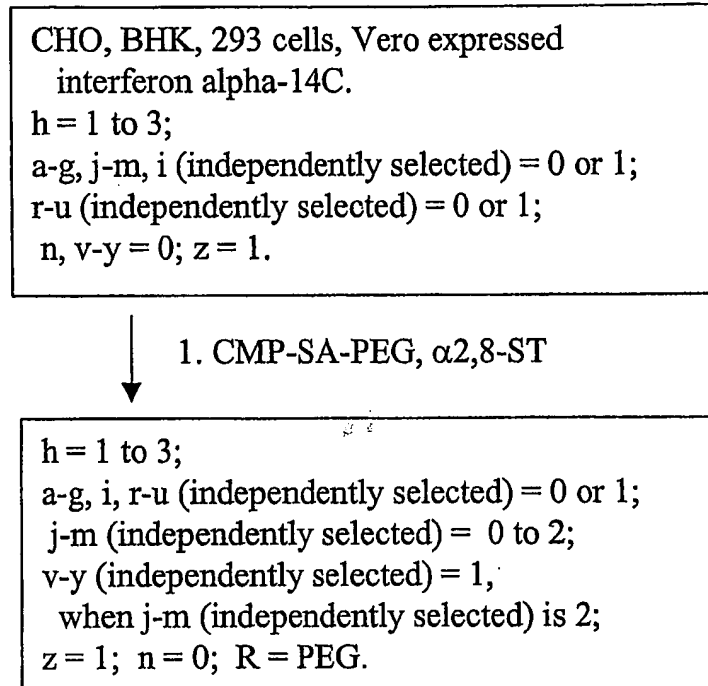 CHO, BHK, 293 cells, Vero expressed
interferon alpha-14C.
h = 1 to 3;
a-g, j-m, i (independently selected) = 0 or 1;
r-u (independently selected) = 0 or 1;
n, v-y = 0; z = 1.
1. CMP-SA-PEG, α2,8-ST
h = 1 to 3;
a-g, i, r-u (independently selected) = 0 or 1;
j-m (independently selected) = 0 to 2;
v-y (independently selected) = 1,
when j-m (independently selected) is 2;
z = 1; n = 0; R = PEG.